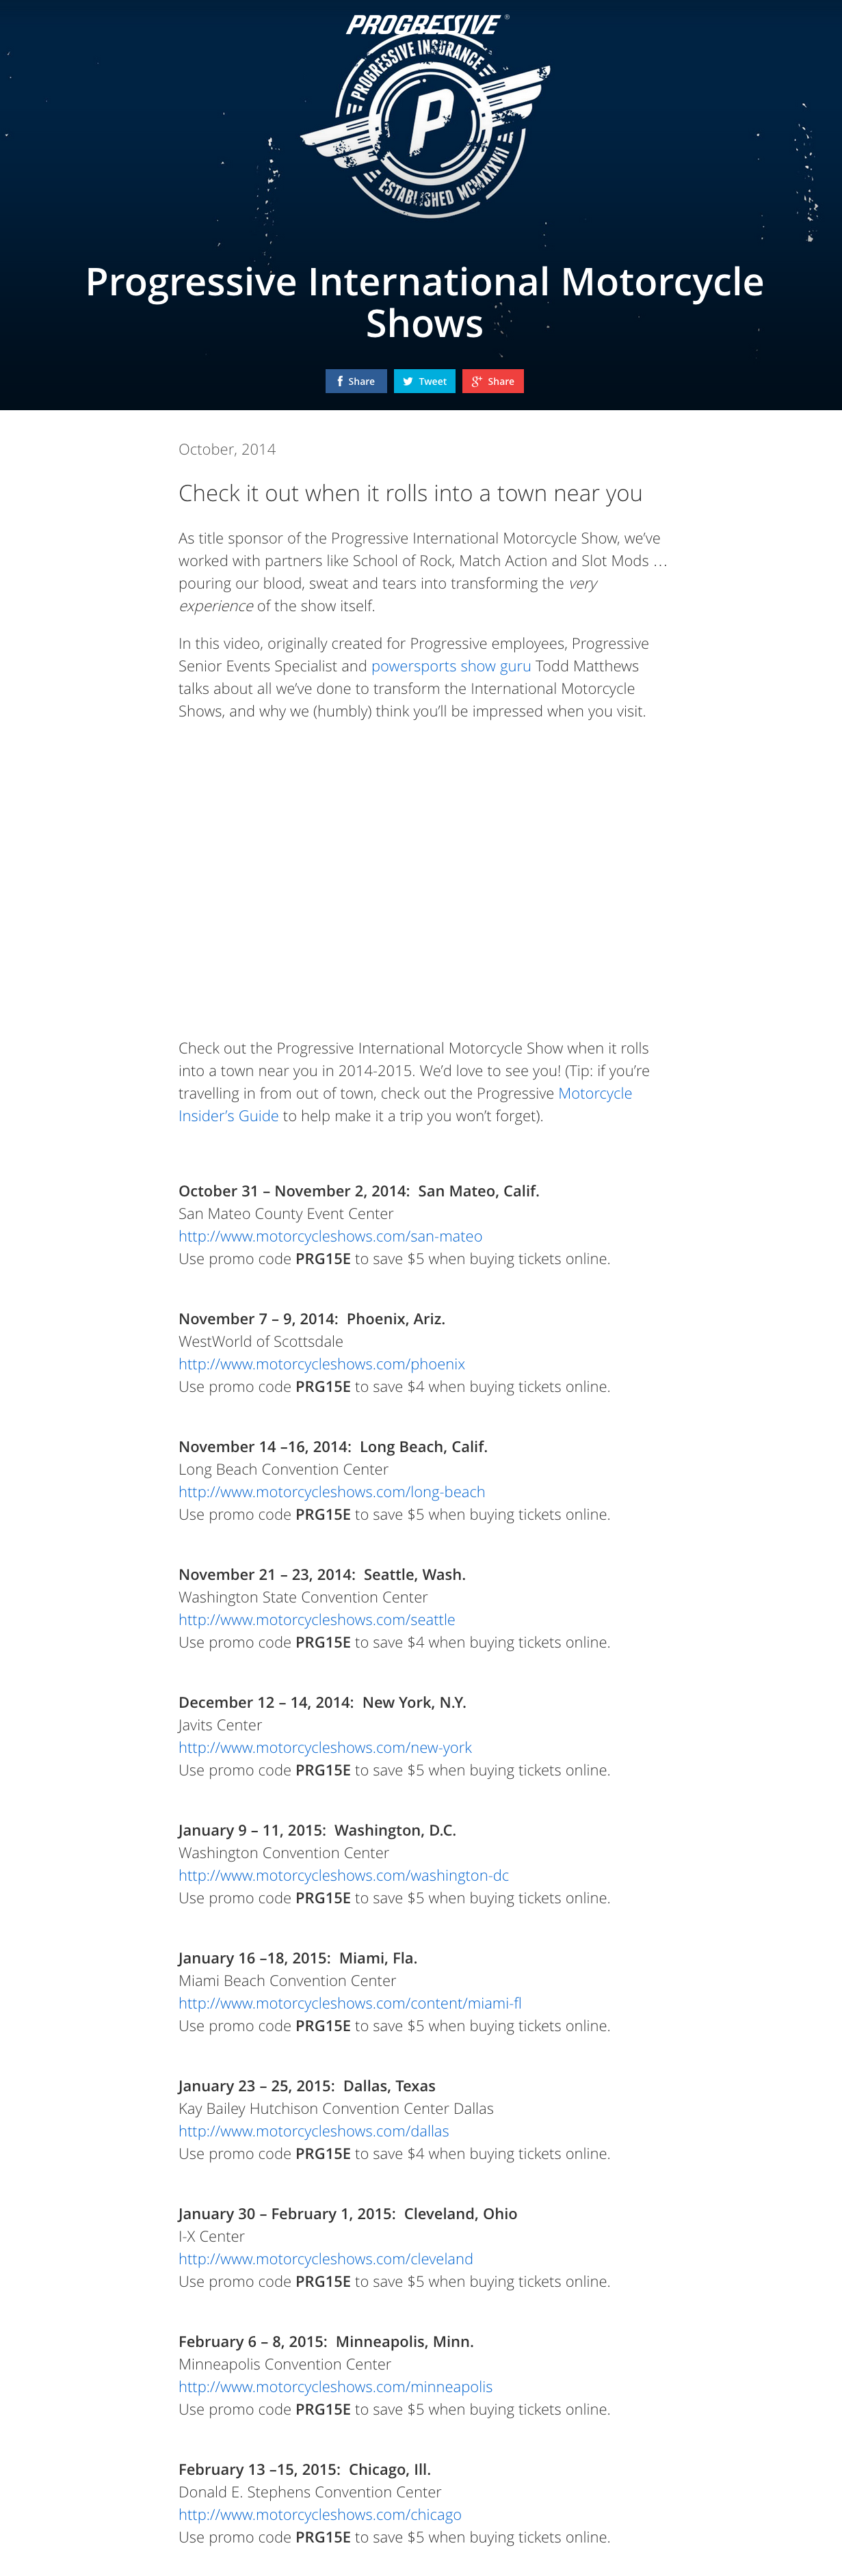 PROGRESSIVE®
PROGRESSIVE INSURANCE
P
ESTABLISHED MCMXXXVII
Progressive International Motorcycle
Shows
Share
Tweet
Share
October, 2014
Check it out when it rolls into a town near you
As title sponsor of the Progressive International Motorcycle Show, we’ve
worked with partners like School of Rock, Match Action and Slot Mods …
pouring our blood, sweat and tears into transforming the very
experience of the show itself.
In this video, originally created for Progressive employees, Progressive
Senior Events Specialist and powersports show guru Todd Matthews
talks about all we’ve done to transform the International Motorcycle
Shows, and why we (humbly) think you’ll be impressed when you visit.
Check out the Progressive International Motorcycle Show when it rolls
into a town near you in 2014-2015. We’d love to see you! (Tip: if you’re
travelling in from out of town, check out the Progressive Motorcycle
Insider’s Guide to help make it a trip you won’t forget).
October 31 – November 2, 2014:  San Mateo, Calif.
San Mateo County Event Center
http://www.motorcycleshows.com/san-mateo
Use promo code PRG15E to save $5 when buying tickets online.
November 7 – 9, 2014:  Phoenix, Ariz.
WestWorld of Scottsdale
http://www.motorcycleshows.com/phoenix
Use promo code PRG15E to save $4 when buying tickets online.
November 14 –16, 2014:  Long Beach, Calif.
Long Beach Convention Center
http://www.motorcycleshows.com/long-beach
Use promo code PRG15E to save $5 when buying tickets online.
November 21 – 23, 2014:  Seattle, Wash.
Washington State Convention Center
http://www.motorcycleshows.com/seattle
Use promo code PRG15E to save $4 when buying tickets online.
December 12 – 14, 2014:  New York, N.Y.
Javits Center
http://www.motorcycleshows.com/new-york
Use promo code PRG15E to save $5 when buying tickets online.
January 9 – 11, 2015:  Washington, D.C.
Washington Convention Center
http://www.motorcycleshows.com/washington-dc
Use promo code PRG15E to save $5 when buying tickets online.
January 16 –18, 2015:  Miami, Fla.
Miami Beach Convention Center
http://www.motorcycleshows.com/content/miami-fl
Use promo code PRG15E to save $5 when buying tickets online.
January 23 – 25, 2015:  Dallas, Texas
Kay Bailey Hutchison Convention Center Dallas
http://www.motorcycleshows.com/dallas
Use promo code PRG15E to save $4 when buying tickets online.
January 30 – February 1, 2015:  Cleveland, Ohio
I-X Center
http://www.motorcycleshows.com/cleveland
Use promo code PRG15E to save $5 when buying tickets online.
February 6 – 8, 2015:  Minneapolis, Minn.
Minneapolis Convention Center
http://www.motorcycleshows.com/minneapolis
Use promo code PRG15E to save $5 when buying tickets online.
February 13 –15, 2015:  Chicago, Ill.
Donald E. Stephens Convention Center
http://www.motorcycleshows.com/chicago
Use promo code PRG15E to save $5 when buying tickets online.